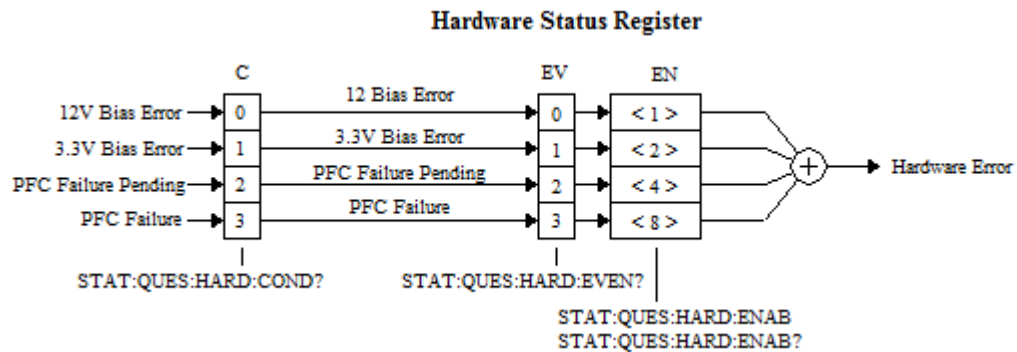 Hardware Status Register
C
EV
EN
12V Bias Error
0
12 Bias Error
0
< 1 >
3.3V Bias Error
1
3.3V Bias Error
1
< 2 >
PFC Failure Pending
2
PFC Failure Pending
2
< 4 >
PFC Failure
3
PFC Failure
3
< 8 >
+
Hardware Error
STAT:QUES:HARD:COND?
STAT:QUES:HARD:EVEN?
STAT:QUES:HARD:ENAB
STAT:QUES:HARD:ENAB?